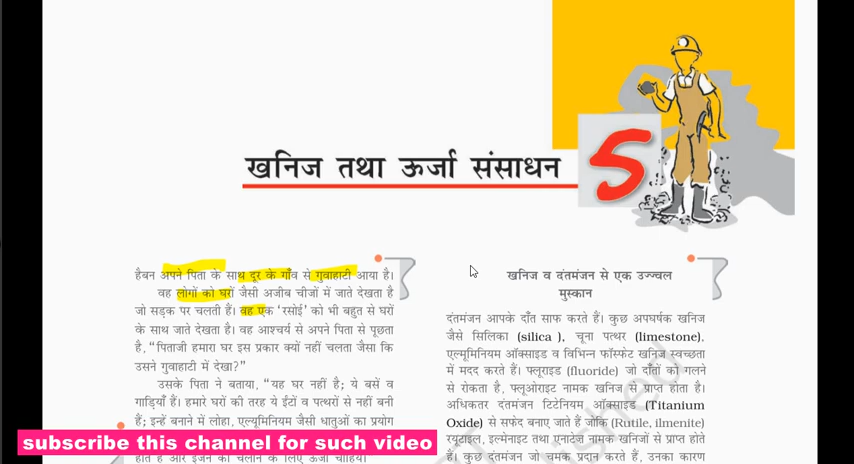 5
खनिज तथा ऊर्जा संसाधन
हैबन अपने पिता के साथ दूर के गाँव से गुवाहाटी आया है।
वह लोगों को घरों जैसी अजीब चीजों में जाते देखता है
जो सड़क पर चलती हैं। वह एक ‘रसोई’ को भी बहुत से घरों
के साथ जाते देखता है। वह आश्चर्य से अपने पिता से पूछता
है, “पिताजी हमारा घर इस प्रकार क्यों नहीं चलता जैसा कि
उसने गुवाहाटी में देखा?”
उसके पिता ने बताया, “यह घर नहीं है; ये बसें व
गाड़ियाँ हैं। हमारे घरों की तरह ये ईंटों व पत्थरों से नहीं बनी
हैं; इन्हें बनाने में लोहा, एल्यूमिनियम जैसी धातुओं का प्रयोग
होता है और इंजन को चलाने के लिए ऊर्जा चाहिये।
खनिज व दंतमंजन से एक उज्ज्वल
मुस्कान
दंतमंजन आपके दाँत साफ करते हैं। कुछ अपघर्षक खनिज
जैसे सिलिका (silica), चूना पत्थर (limestone),
एल्यूमिनियम ऑक्साइड व विभिन्न फॉस्फेट खनिज स्वच्छता
में मदद करते हैं। फ्लूराइड (fluoride) जो दाँतों को गलने
से रोकता है, फ्लूओराइट नामक खनिज से प्राप्त होता है।
अधिकतर दंतमंजन टिटेनियम ऑक्साइड (Titanium
Oxide) से सफेद बनाए जाते हैं जोकि (Rutile, ilmenite)
रयूटाइल, इल्मेनाइट तथा एनाटेज़ नामक खनिजों से प्राप्त होते
हैं। कुछ दंतमंजन जो चमक प्रदान करते हैं, उनका कारण
subscribe this channel for such video